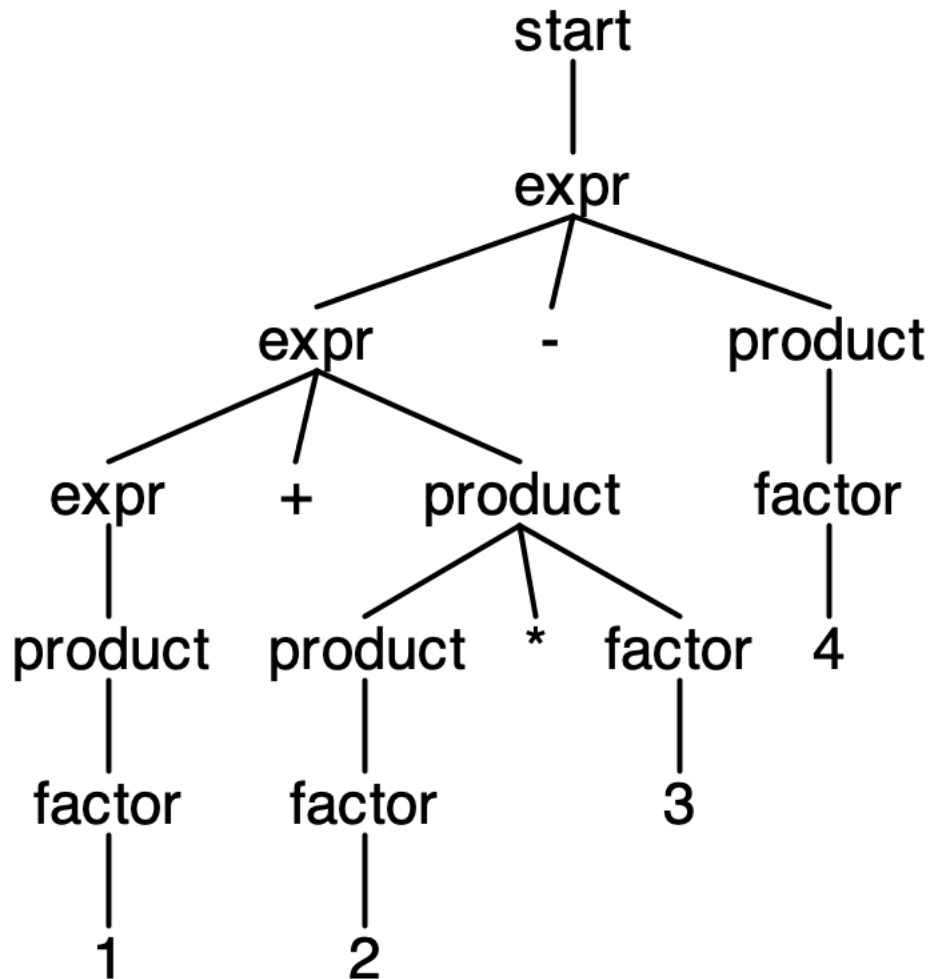 start
expr
expr - product
expr + product factor
product product * factor 4
factor factor 3
1 2